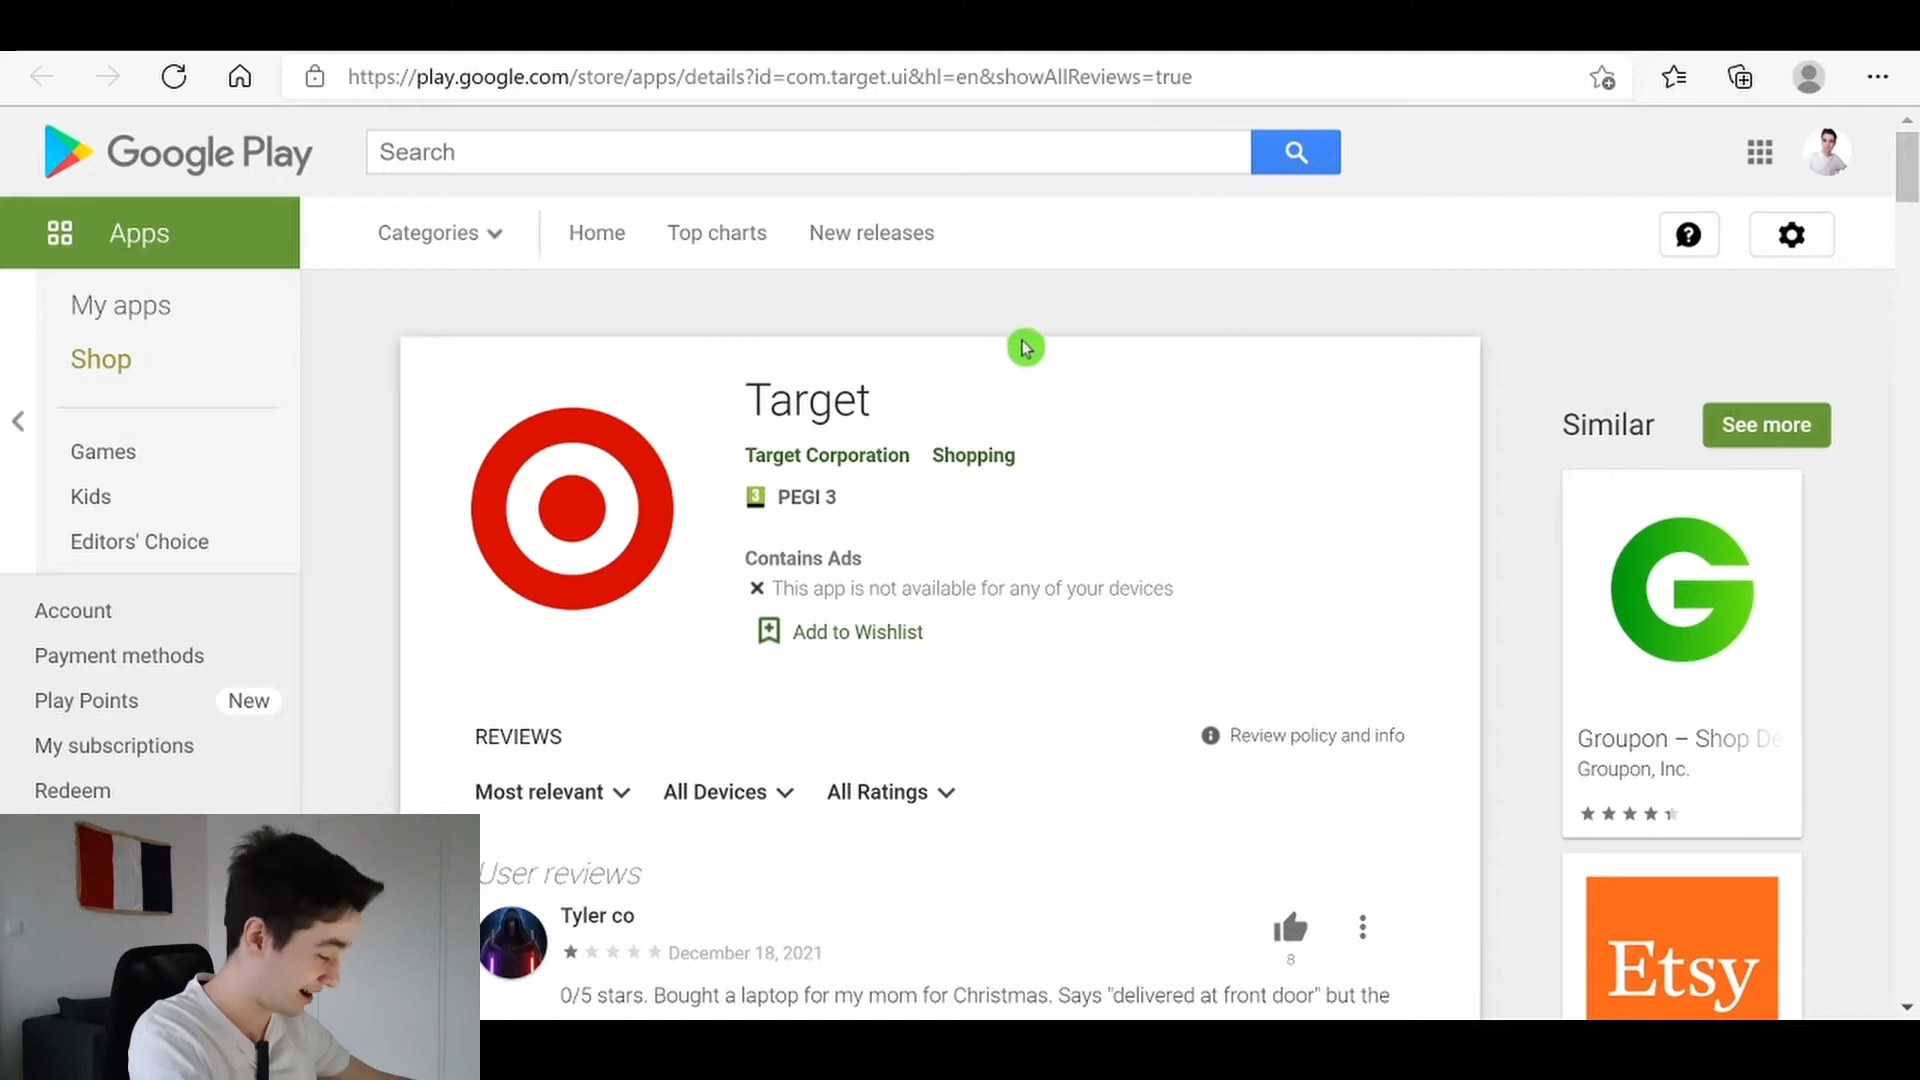 https://play.google.com/store/apps/details?id=com.target.ui&hl=en&showAllReviews=true
Google Play
Search
Apps
Categories
Home
Top charts
New releases
My apps
Shop
Games
Kids
Editors' Choice
Account
Payment methods
Play Points
New
My subscriptions
Redeem
Target
Target Corporation
Shopping
3
PEGI 3
Contains Ads
This app is not available for any of your devices
Add to Wishlist
REVIEWS
Review policy and info
Most relevant
All Devices
All Ratings
User reviews
Tyler co
December 18, 2021
8
0/5 stars. Bought a laptop for my mom for Christmas. Says "delivered at front door" but the
Similar
See more
G
Groupon – Shop De
Groupon, Inc.
Etsy